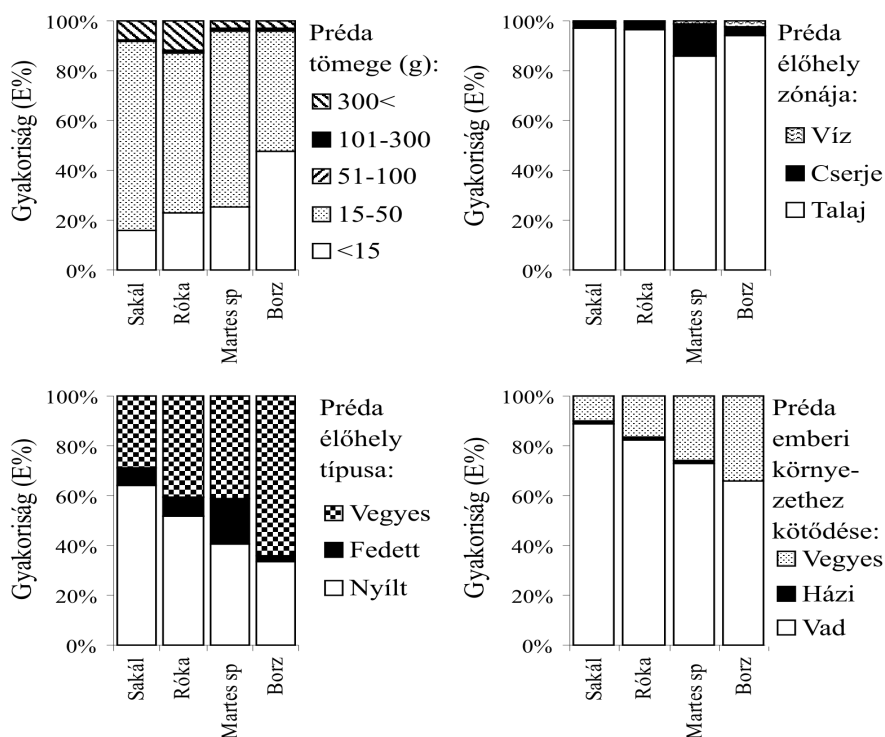 Gyakoriság (E%)
100%
80%
60%
40%
20%
0%
Sakál
Róka
Martes sp
Borz
Préda
tömege (g):
300<
101-300
51-100
15-50
<15
Gyakoriság (E%)
100%
80%
60%
40%
20%
0%
Sakál
Róka
Martes sp
Borz
Préda
élőhely
zónája:
Víz
Cserje
Talaj
Gyakoriság (E%)
100%
80%
60%
40%
20%
0%
Sakál
Róka
Martes sp
Borz
Préda
élőhely
típusa:
Vegyes
Fedett
Nyílt
Gyakoriság (E%)
100%
80%
60%
40%
20%
0%
Sakál
Róka
Martes sp
Borz
Préda
emberi
környe-
zethez
kötődése:
Vegyes
Házi
Vad